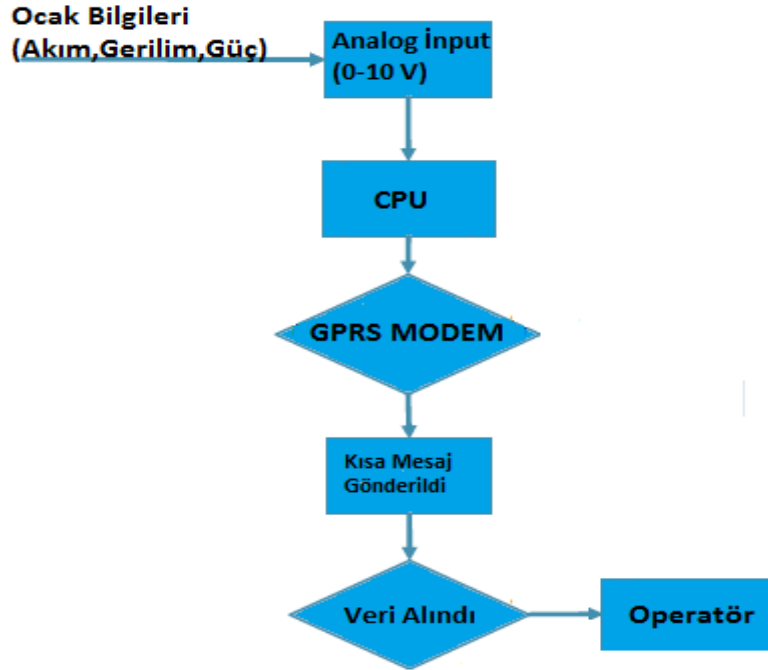 Ocak Bilgileri
(Akım,Gerilim,Güç)
Analog İnput
(0-10 V)
CPU
GPRS MODEM
Kısa Mesaj
Gönderildi
Veri Alındı
Operatör